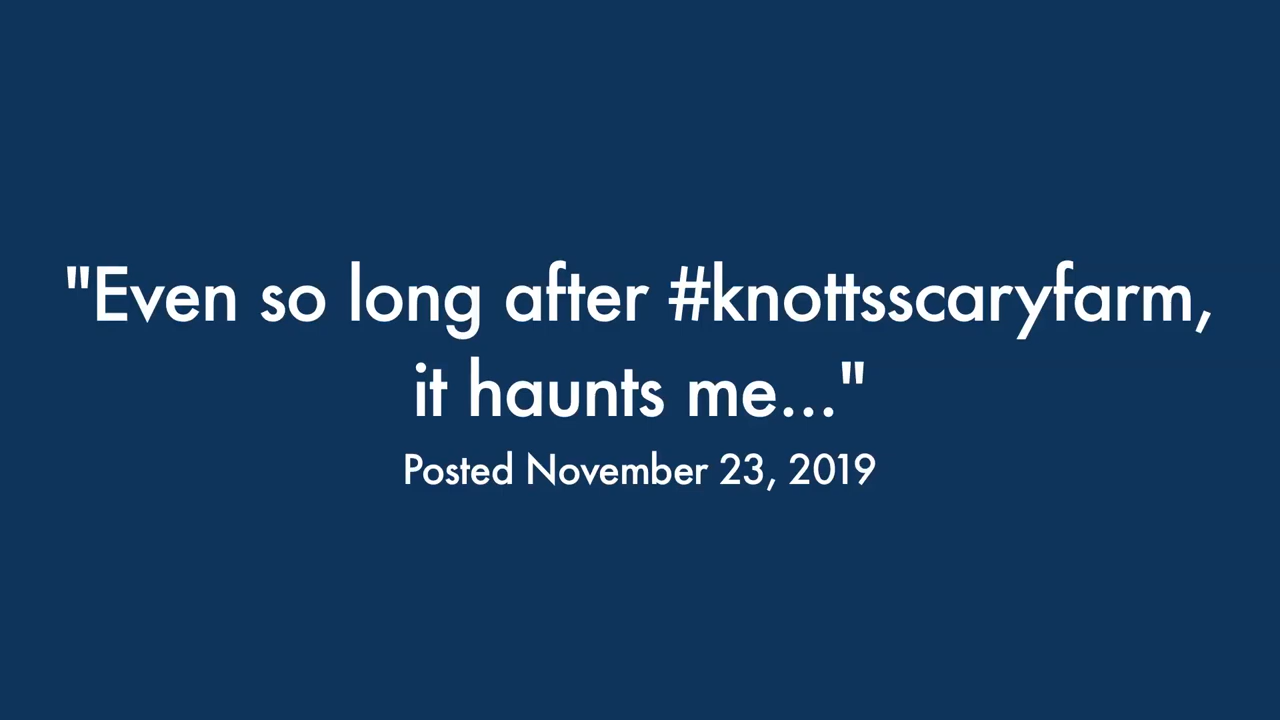 "Even so long after #knottsscaryfarm,
it haunts me..."
Posted November 23, 2019